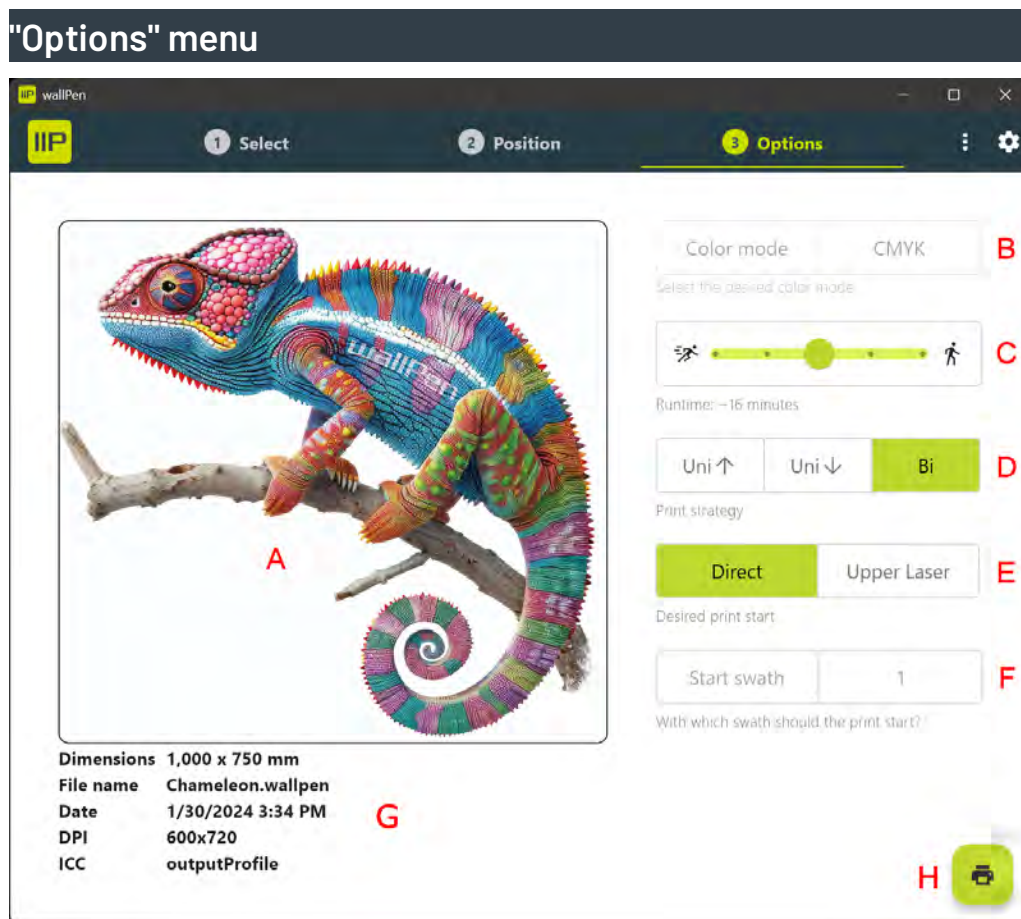 "Options" menu
IIP wallPen
IIP 1 Select 2 Position 3 Options
wallPen
A
Color mode CMYK B
Select the desired color mode
C
Runtime: ~16 minutes
Uni↑ Uni↓ Bi D
Print strategy
Direct Upper Laser E
Desired print start
Start swath 1 F
With which swath should the print start?
Dimensions 1,000 x 750 mm
File name Chameleon.wallpen
Date 1/30/2024 3:34 PM
G
DPI 600x720
ICC outputProfile
H